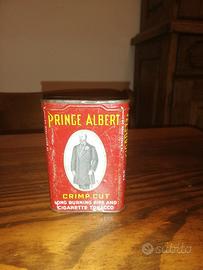 PRINCE ALBERT
CRIMP CUT
LONG BURNING PIPE AND
CIGARETTE TOBACCO
subito